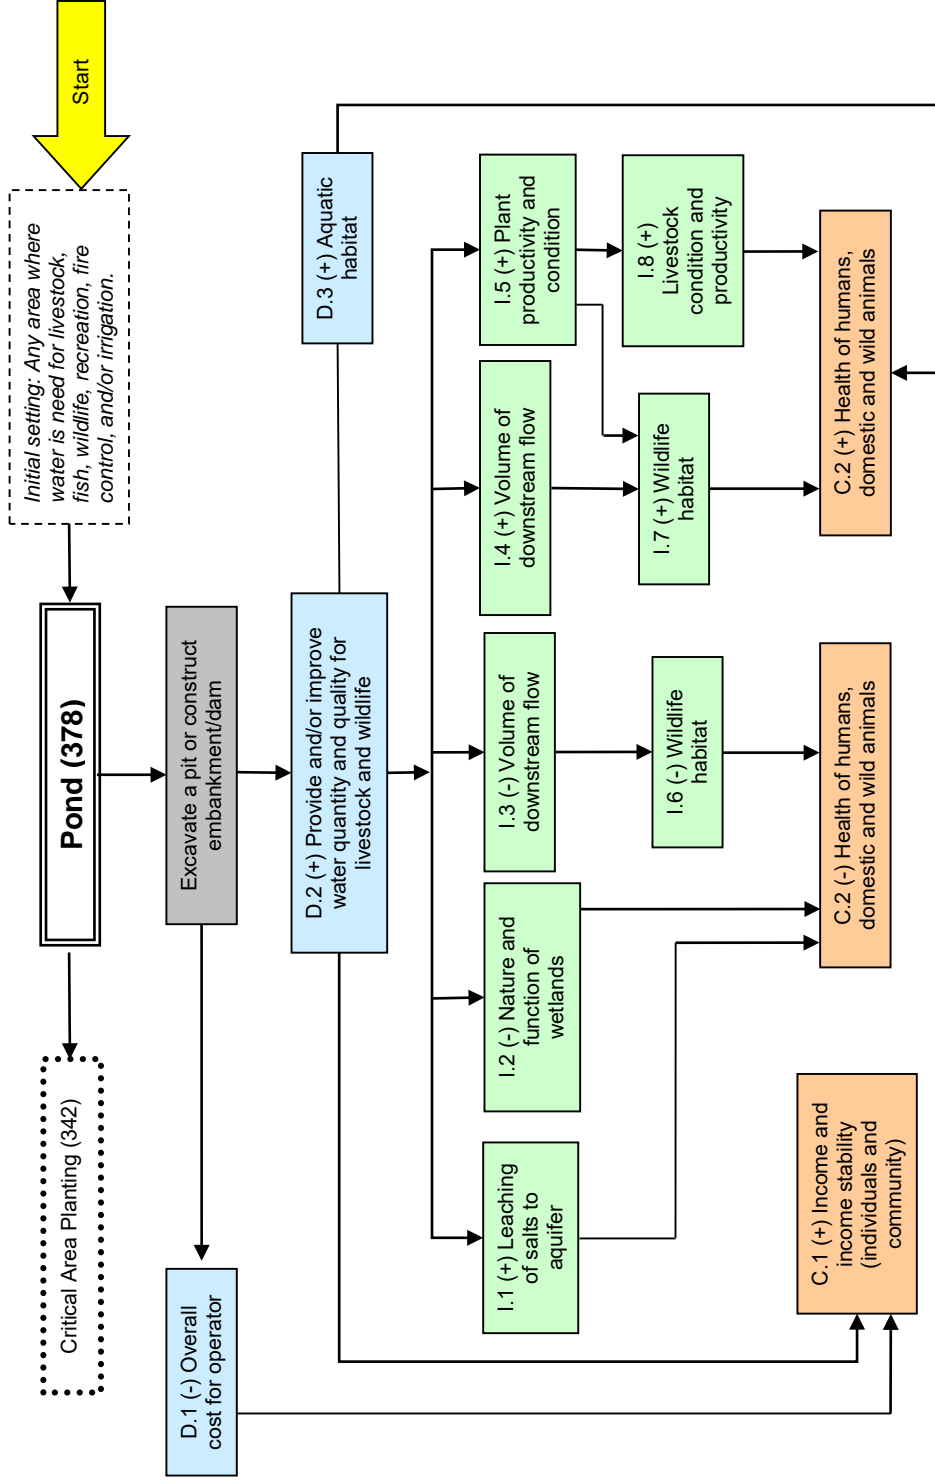 Start
Initial setting: Any area where
water is need for livestock,
fish, wildlife, recreation, fire
control, and/or irrigation.
Pond (378)
Critical Area Planting (342)
Excavate a pit or construct
embankment/dam
D.1 (-) Overall
cost for operator
D.2 (+) Provide and/or improve
water quantity and quality for
livestock and wildlife
D.3 (+) Aquatic
habitat
I.1 (+) Leaching
of salts to
aquifer
I.2 (-) Nature and
function of
wetlands
I.3 (-) Volume of
downstream flow
I.4 (+) Volume of
downstream flow
I.5 (+) Plant
productivity and
condition
I.6 (-) Wildlife
habitat
I.7 (+) Wildlife
habitat
I.8 (+)
Livestock
condition and
productivity
C.1 (+) Income and
income stability
(individuals and
community)
C.2 (-) Health of humans,
domestic and wild animals
C.2 (+) Health of humans,
domestic and wild animals